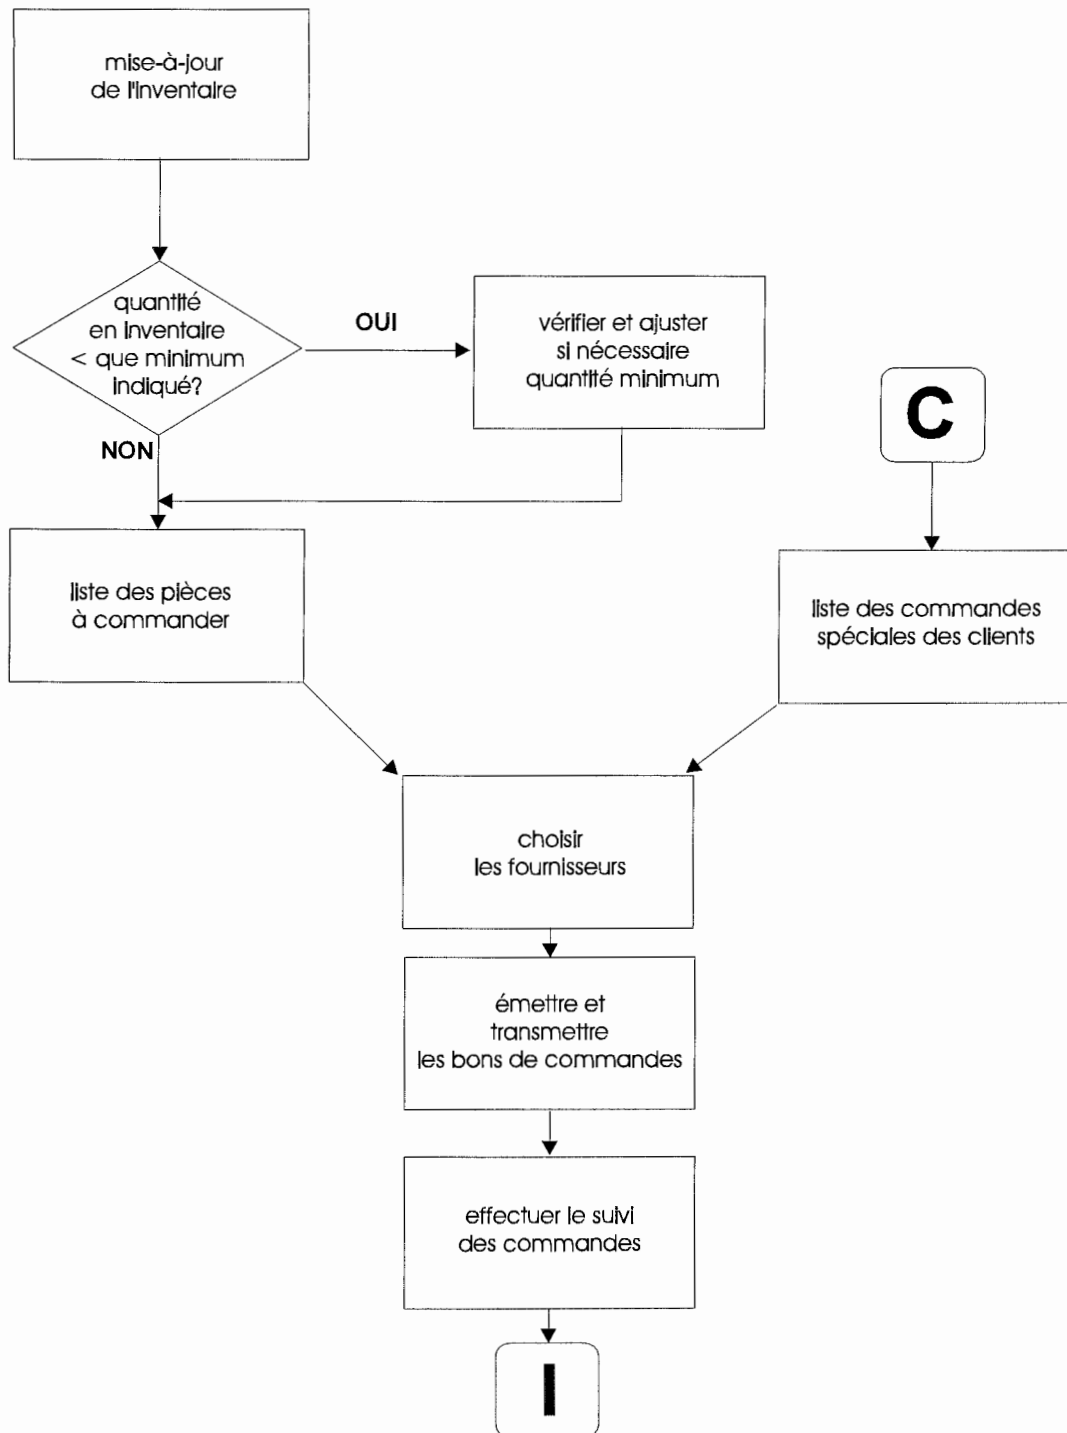 mise-à-jour
de l'inventaire
quantité
en inventaire
< que minimum
indiqué?
OUI
vérifier et ajuster
si nécessaire
quantité minimum
C
NON
liste des pièces
à commander
liste des commandes
spéciales des clients
choisir
les fournisseurs
émettre et
transmettre
les bons de commandes
effectuer le suivi
des commandes
I